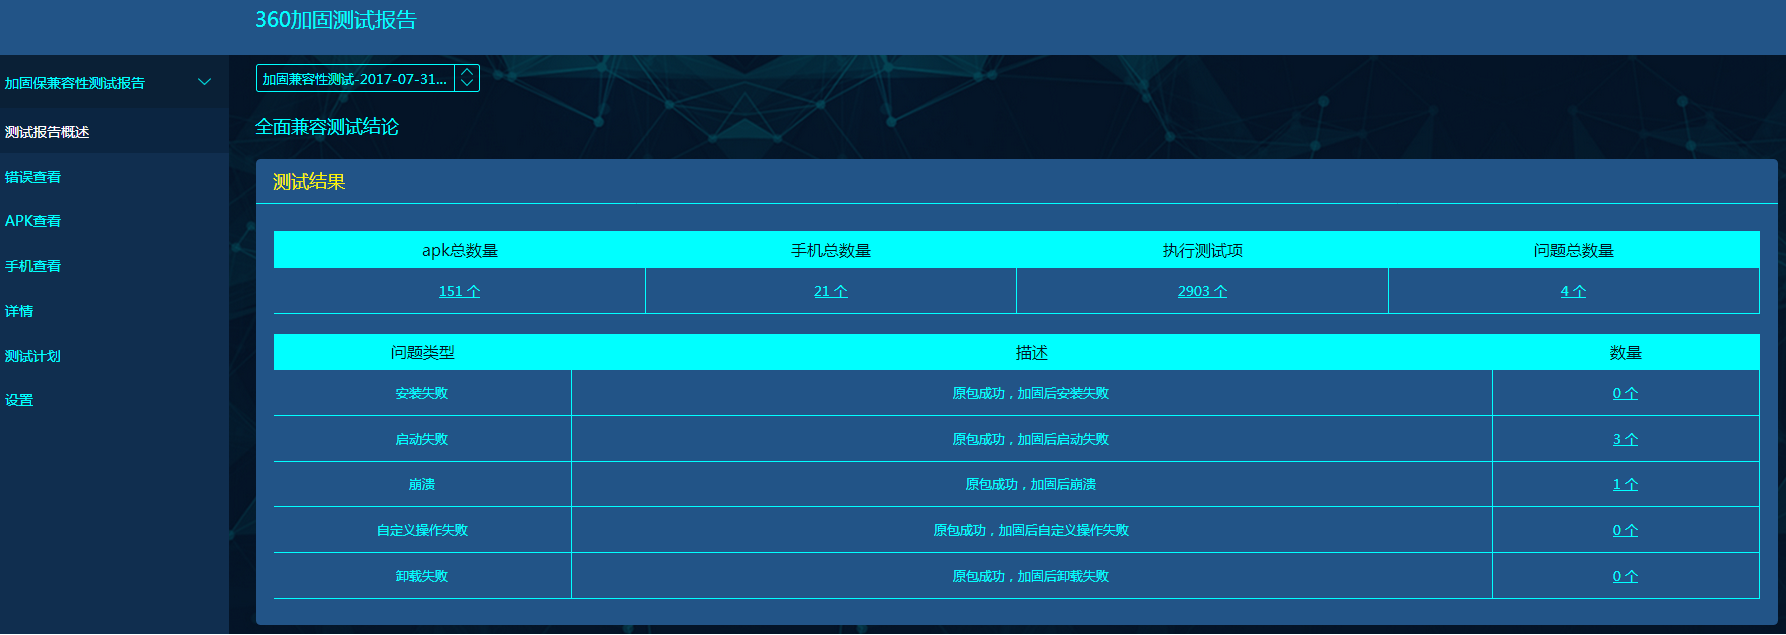 360加固测试报告
加固保兼容性测试报告
测试报告概述
错误查看
APK查看
手机查看
详情
测试计划
设置
加固兼容性测试-2017-07-31...
全面兼容测试结论
测试结果
apk总数量 手机总数量 执行测试项 问题总数量
151 个 21 个 2903 个 4 个
问题类型 描述 数量
安装失败 原包成功，加固后安装失败 0 个
启动失败 原包成功，加固后启动失败 3 个
崩溃 原包成功，加固后崩溃 1 个
自定义操作失败 原包成功，加固后自定义操作失败 0 个
卸载失败 原包成功，加固后卸载失败 0 个